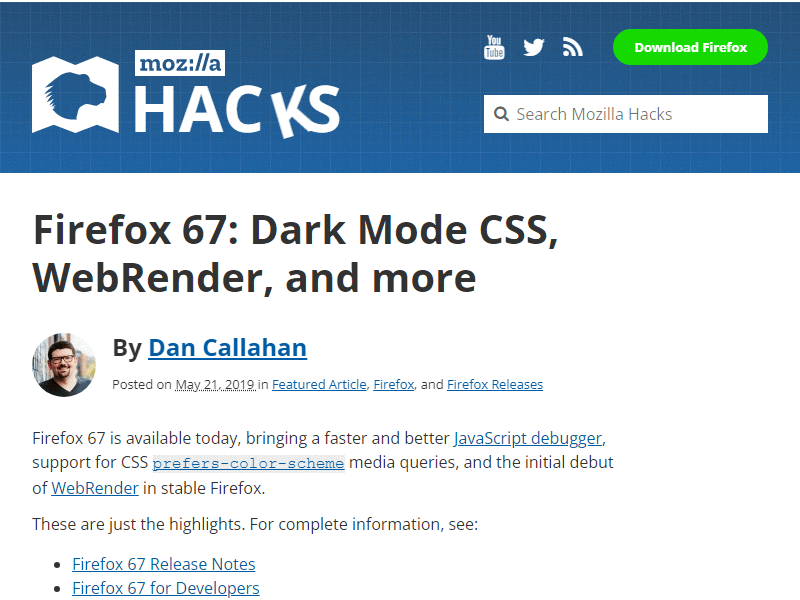 You
Tube
Download Firefox
moz://a
HACKS
Search Mozilla Hacks
Firefox 67: Dark Mode CSS,
WebRender, and more
By Dan Callahan
Posted on May 21, 2019 in Featured Article, Firefox, and Firefox Releases
Firefox 67 is available today, bringing a faster and better JavaScript debugger,
support for CSS prefers-color-scheme media queries, and the initial debut
of WebRender in stable Firefox.
These are just the highlights. For complete information, see:
• Firefox 67 Release Notes
• Firefox 67 for Developers